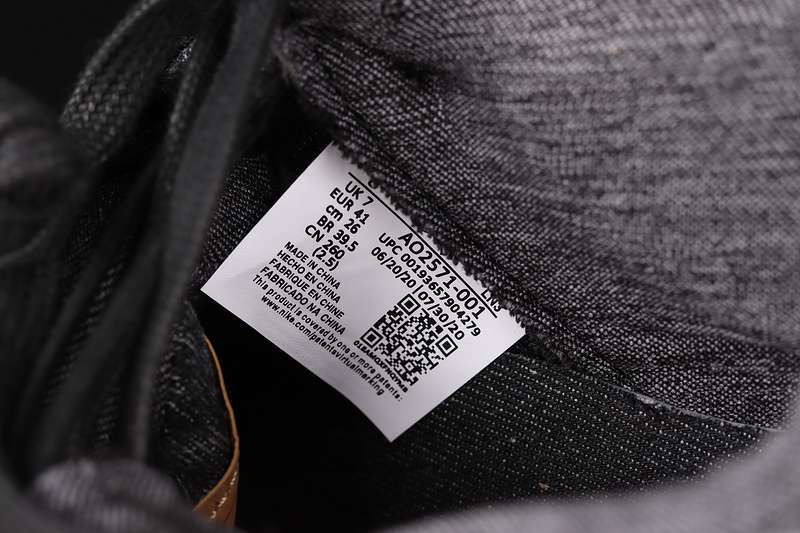 UK 7
EUR 41
cm 26
BR 39.5
CN 260
(2.5)
AO2571 001
UPC 00193657904279
06/20/20 07/30/20
MADE IN CHINA
HECHO EN CHINA
FABRIQUE EN CHINE
FABRICADO NA CHINA
This product is covered by one or more patents:
www.nike.com/patentsvirtualmarking